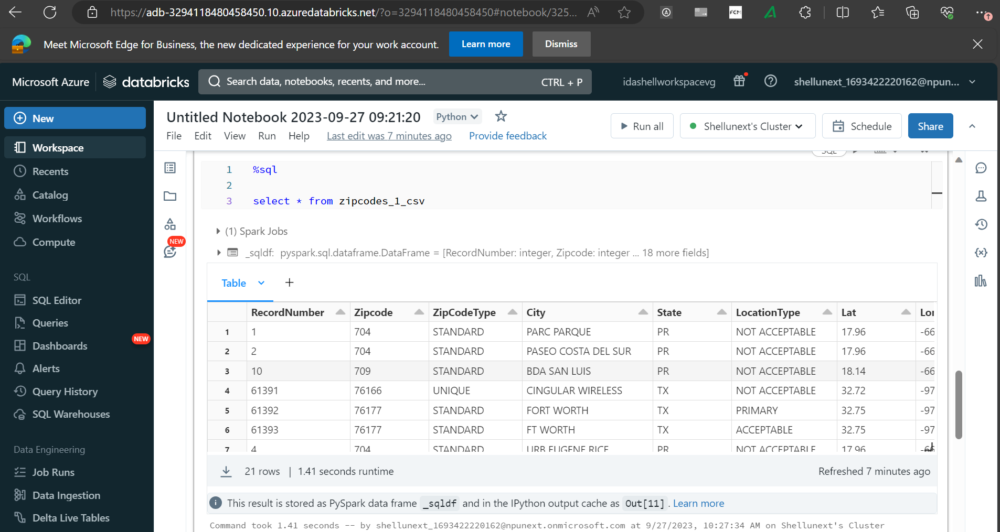 https://adb-3294118480458450.10.azuredatabricks.net/?o=3294118480458450#notebook/325...
FCM
Meet Microsoft Edge for Business, the new dedicated experience for your work account. Learn more Dismiss
Microsoft Azure databricks Search data, notebooks, recents, and more... CTRL + P idashellworkspacevg shellunext_1693422220162@npun...
New
Workspace
Recents
Catalog
Workflows
Compute
SQL
SQL Editor
Queries
Dashboards NEW
Alerts
Query History
SQL Warehouses
Data Engineering
Job Runs
Data Ingestion
Delta Live Tables
Untitled Notebook 2023-09-27 09:21:20 Python
File Edit View Run Help Last edit was 7 minutes ago Provide feedback
Run all Shellunext's Cluster Schedule Share
NEW
SQL
1 %sql
2
3 select * from zipcodes_1_csv
(1) Spark Jobs
_sqldf: pyspark.sql.dataframe.DataFrame = [RecordNumber: integer, Zipcode: integer ... 18 more fields]
Table +
RecordNumber Zipcode ZipCodeType City State LocationType Lat Lon
1 1 704 STANDARD PARC PARQUE PR NOT ACCEPTABLE 17.96 -66
2 2 704 STANDARD PASEO COSTA DEL SUR PR NOT ACCEPTABLE 17.96 -66
3 10 709 STANDARD BDA SAN LUIS PR NOT ACCEPTABLE 18.14 -66
4 61391 76166 UNIQUE CINGULAR WIRELESS TX NOT ACCEPTABLE 32.72 -97
5 61392 76177 STANDARD FORT WORTH TX PRIMARY 32.75 -97
6 61393 76177 STANDARD FT WORTH TX ACCEPTABLE 32.75 -97
7 4 704 STANDARD URB EUGENE RICE PR NOT ACCEPTABLE 17.96 -66
21 rows | 1.41 seconds runtime Refreshed 7 minutes ago
This result is stored as PySpark data frame _sqldf and in the IPython output cache as Out[11]. Learn more
Command took 1.41 seconds -- by shellunext_1693422220162@npunext.onmicrosoft.com at 9/27/2023, 10:27:34 AM on Shellunext's Cluster